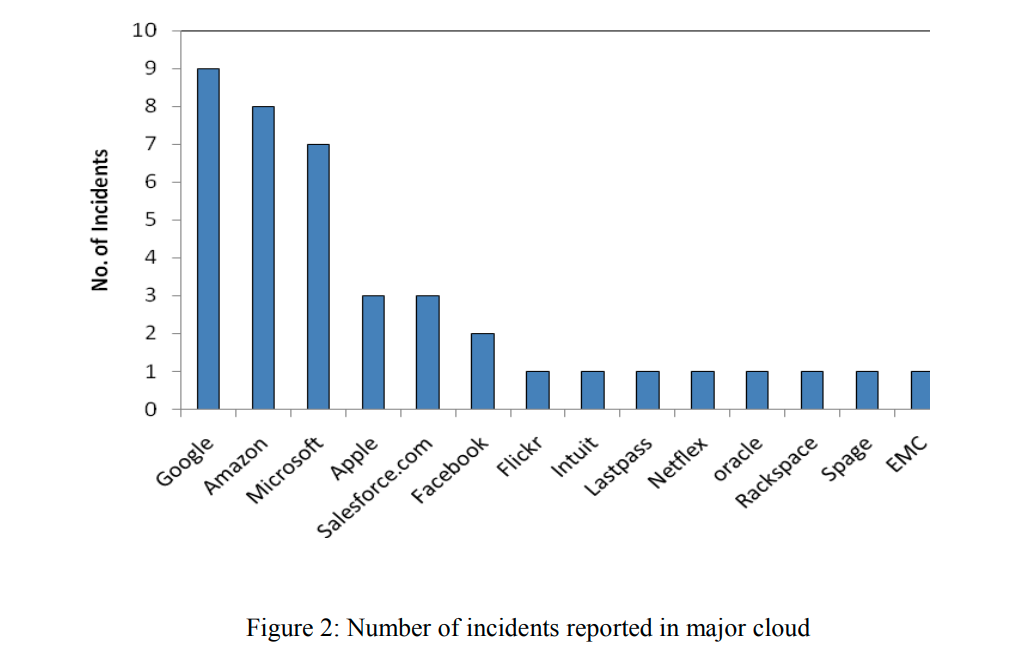 10
9
8
7
6
5
4
3
2
1
0
No. of Incidents
Google
Amazon
Microsoft
Apple
Salesforce.com
Facebook
Flickr
Intuit
Lastpass
Netflex
oracle
Rackspace
Spage
EMC
Figure 2: Number of incidents reported in major cloud